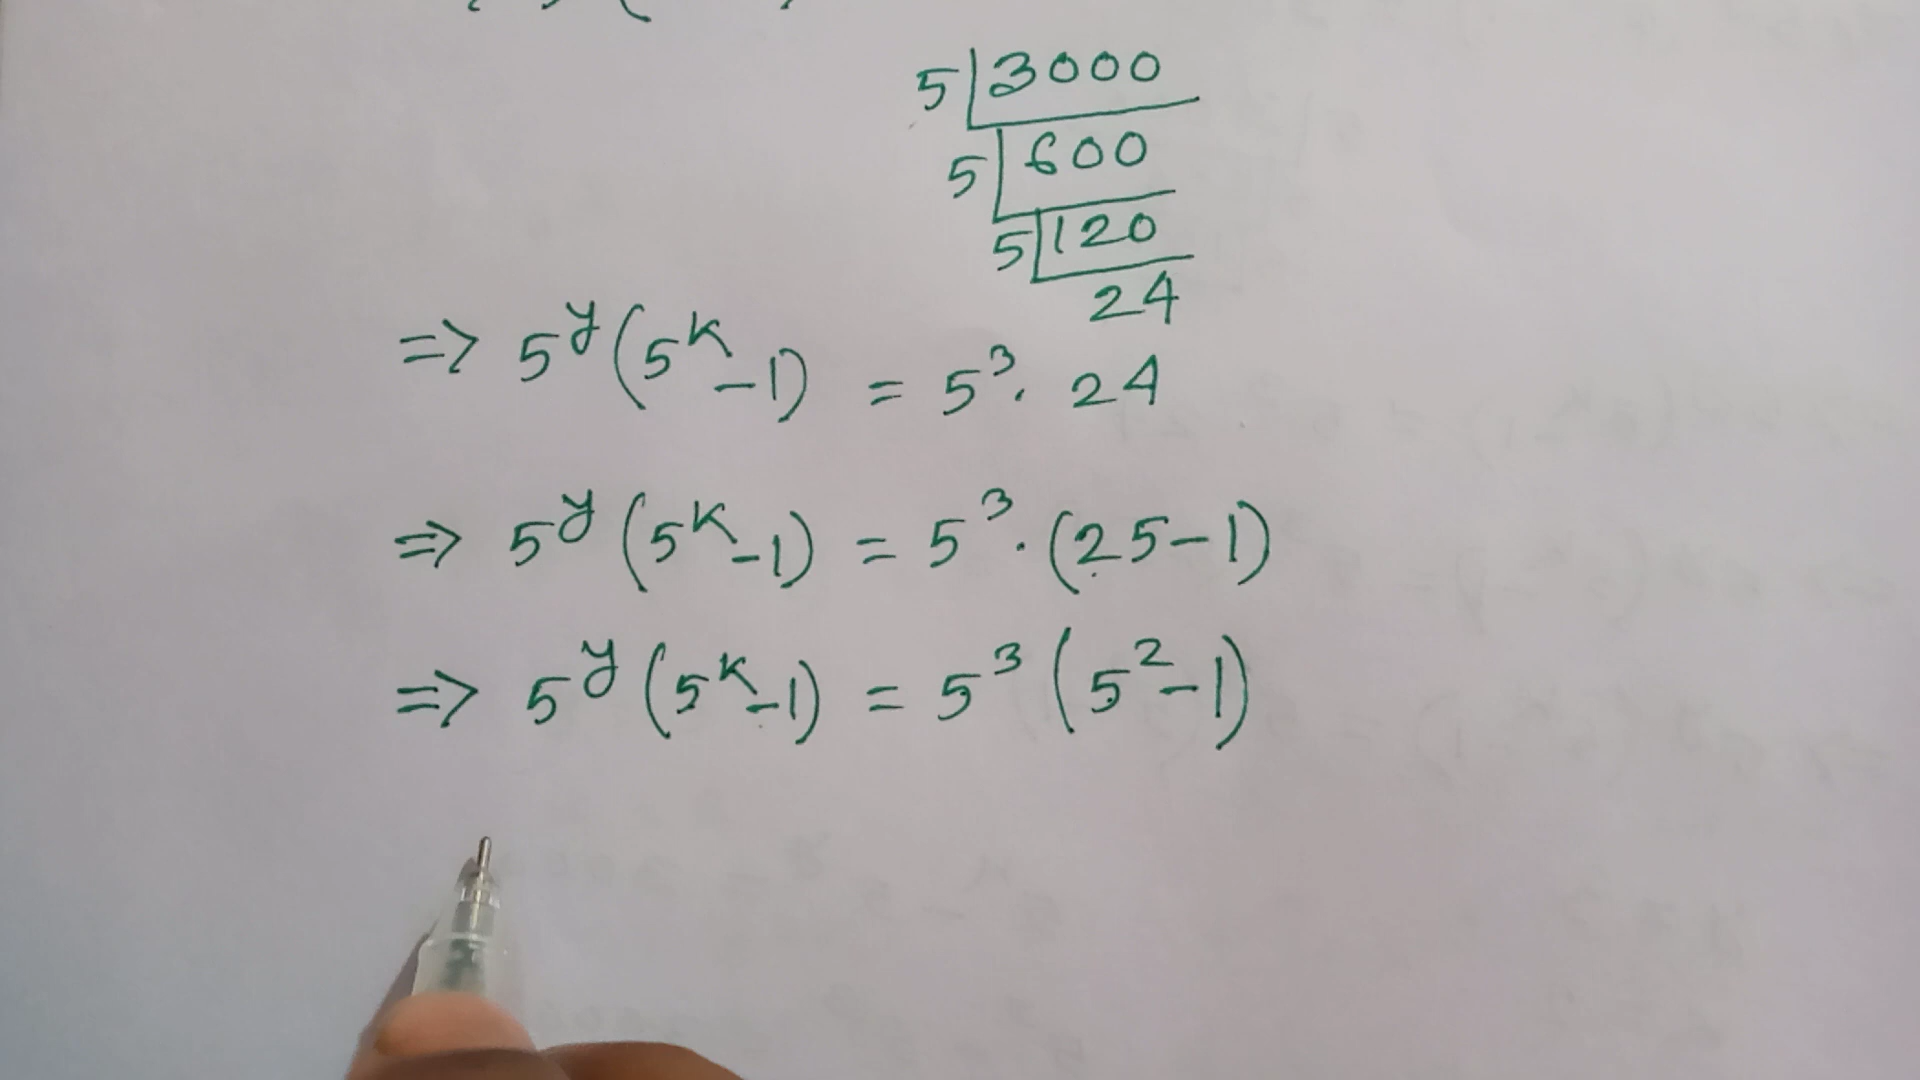 5|3000
5|600
5|120
24
=> 5^y(5^k-1) = 5^3. 24
=> 5^y(5^k-1) = 5^3.(25-1)
=> 5^y(5^k-1) = 5^3(5^2-1)